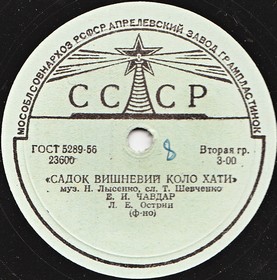 МОСОБЛСОВНАРХОЗ РСФСР АПРЕЛЕВСКИЙ ЗАВОД ГРАМПЛАСТИНОК
СССР
ГОСТ 5289-56
23600
8
Вторая гр.
3-00
«САДОК ВИШНЕВИЙ КОЛО ХАТИ»
муз. Н. Лысенко, сл. Т. Шевченко
Е. И. ЧАВДАР
Л. Е. Острин
(ф-но)